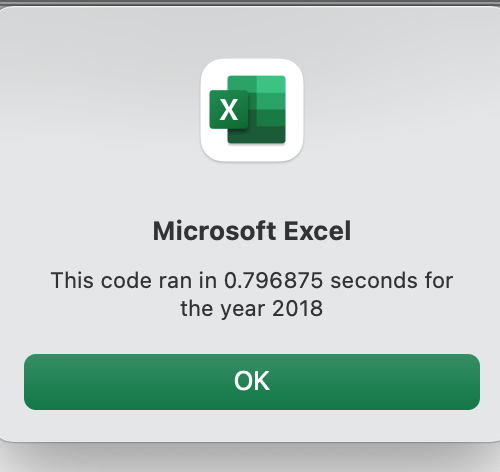 X
Microsoft Excel
This code ran in 0.796875 seconds for
the year 2018
OK